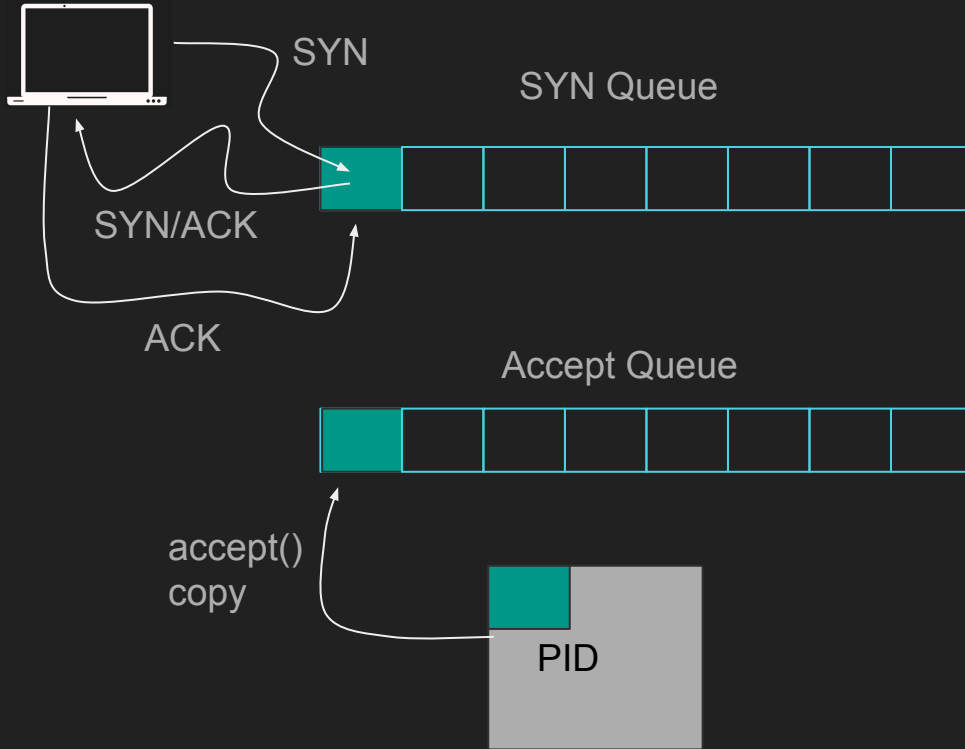 SYN
SYN Queue
SYN/ACK
ACK
Accept Queue
accept()
copy
PID